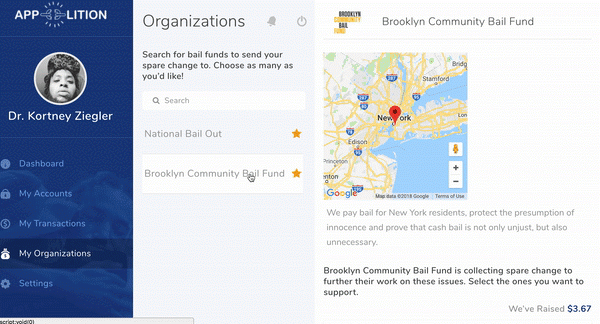 APP OLITION
Dr. Kortney Ziegler
Dashboard
My Accounts
My Transactions
My Organizations
Settings
script:void(0)
Organizations
Search for bail funds to send your
spare change to. Choose as many as
you'd like!
Search
National Bail Out
Brooklyn Community Bail Fund
BROOKLYN
COMMUNITY
BAIL
FUND
Brooklyn Community Bail Fund
Bridg
Stamford
New York
Edison
Princeton
Google
Map data ©2018 Google
Terms of Use
We pay bail for New York residents, protect the presumption of
innocence and prove that cash bail is not only unjust, but also
unnecessary.
Brooklyn Community Bail Fund is collecting spare change to
further their work on these issues. Select the ones you want to
support.
We've Raised $3.67